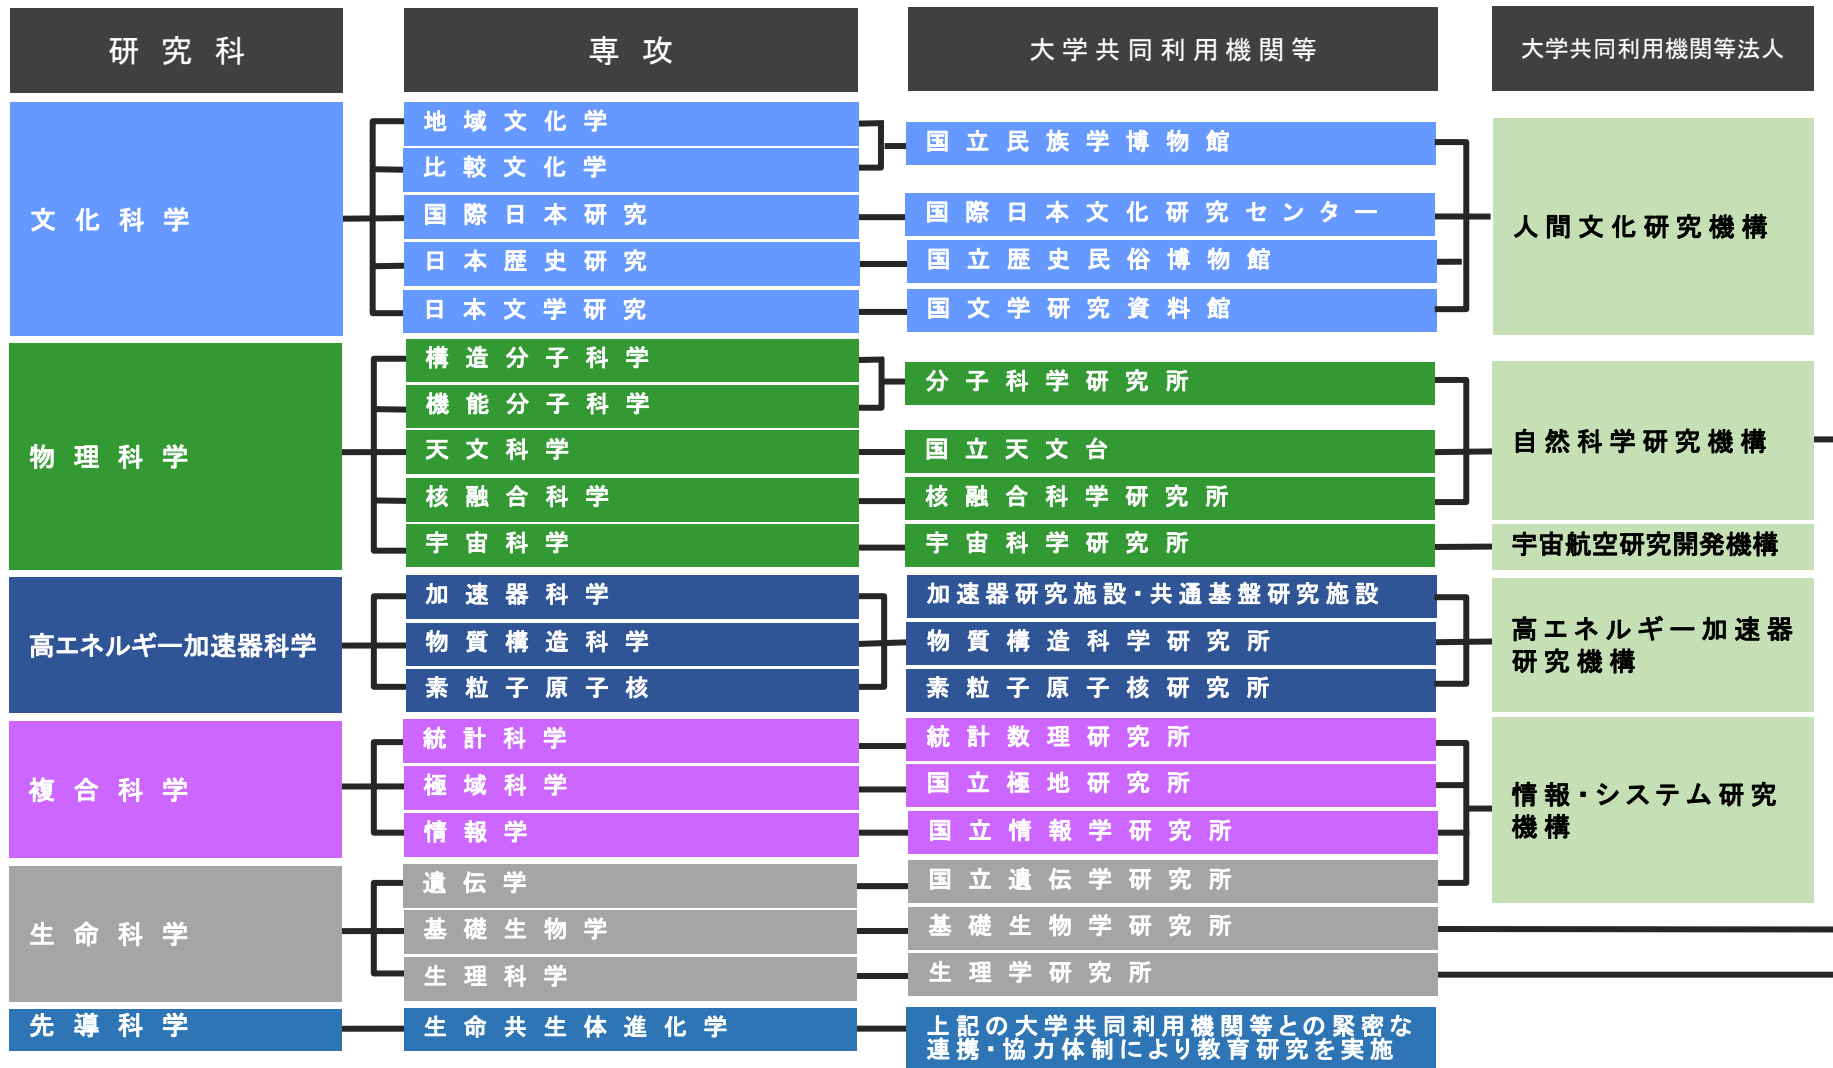 研究科
専攻
大学共同利用機関等
大学共同利用機関等法人
文化科学
地域文化学
比較文化学
国際日本研究
日本歴史研究
日本文学研究
国立民族学博物館
国際日本文化研究センター
国立歴史民俗博物館
国文学研究資料館
人間文化研究機構
物理科学
構造分子科学
機能分子科学
天文科学
核融合科学
宇宙科学
分子科学研究所
国立天文台
核融合科学研究所
宇宙科学研究所
自然科学研究機構
宇宙航空研究開発機構
高エネルギー加速器科学
加速器科学
物質構造科学
素粒子原子核
加速器研究施設・共通基盤研究施設
物質構造科学研究所
素粒子原子核研究所
高エネルギー加速器
研究機構
複合科学
統計科学
極域科学
情報学
統計数理研究所
国立極地研究所
国立情報学研究所
情報・システム研究
機構
生命科学
遺伝学
基礎生物学
生理科学
国立遺伝学研究所
基礎生物学研究所
生理学研究所
先導科学
生命共生体進化学
上記の大学共同利用機関等との緊密な
連携・協力体制により教育研究を実施